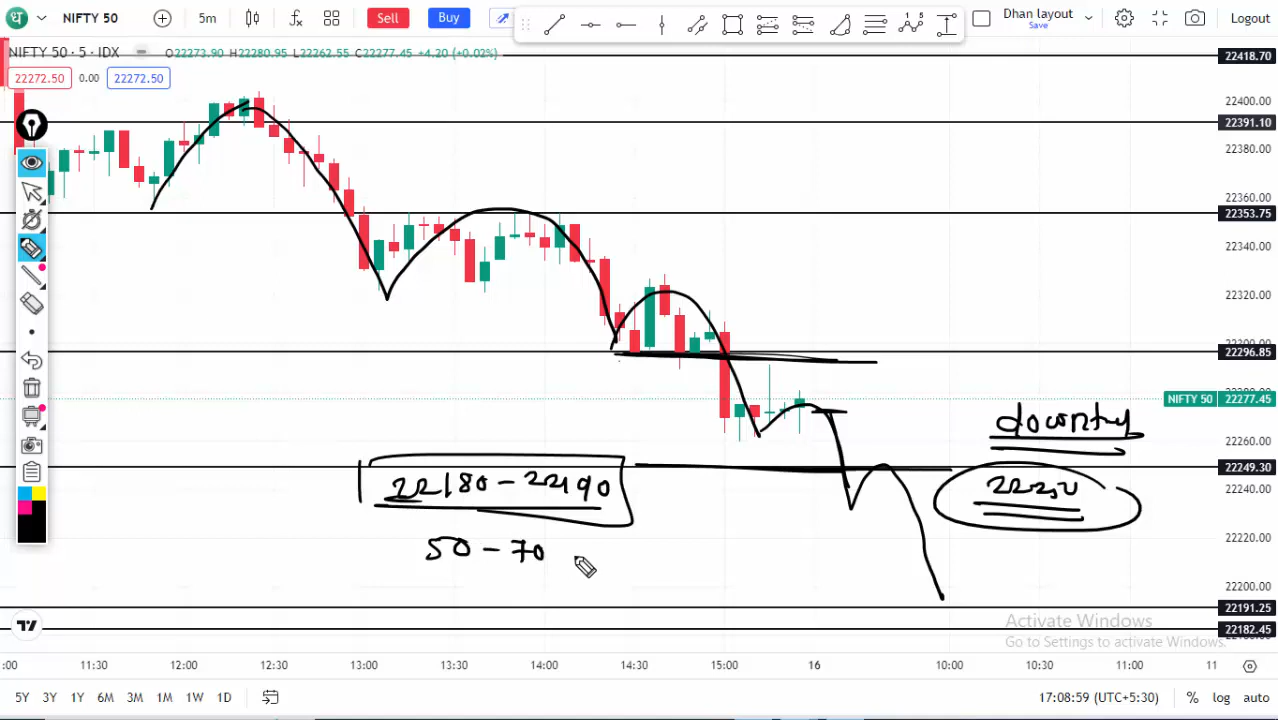 धा NIFTY 50 5m Sell Buy Dhan layout Save Logout
NIFTY 50 · 5 · IDX O22273.90 H22280.95 L22262.55 C22277.45 +4.20 (+0.02%)
22272.50 0.00 22272.50
22418.70
22400.00
22391.10
22380.00
22360.00
22353.75
22340.00
22320.00
22296.85
NIFTY 50 22277.45
22260.00
22249.30
22240.00
22220.00
22200.00
22191.25
22182.45
22180-22190
50-70
Activate Windows
Go to Settings to activate Windows.
:00 11:30 12:00 12:30 13:00 13:30 14:00 14:30 15:00 16 10:00 10:30 11:00 11
5Y 3Y 1Y 6M 3M 1M 1W 1D 17:08:59 (UTC+5:30) % log auto